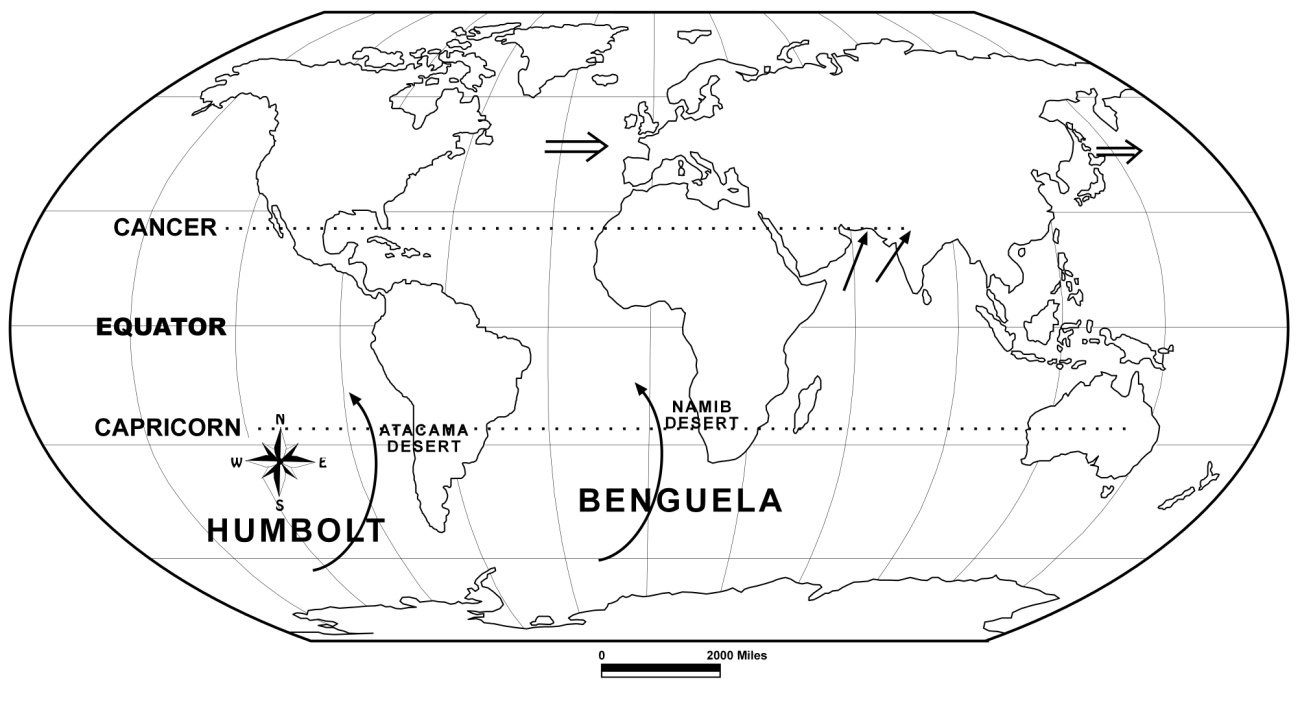 CANCER
EQUATOR
CAPRICORN
N
W E
S
ATACAMA
DESERT
NAMIB
DESERT
HUMBOLT
BENGUELA
0 2000 Miles